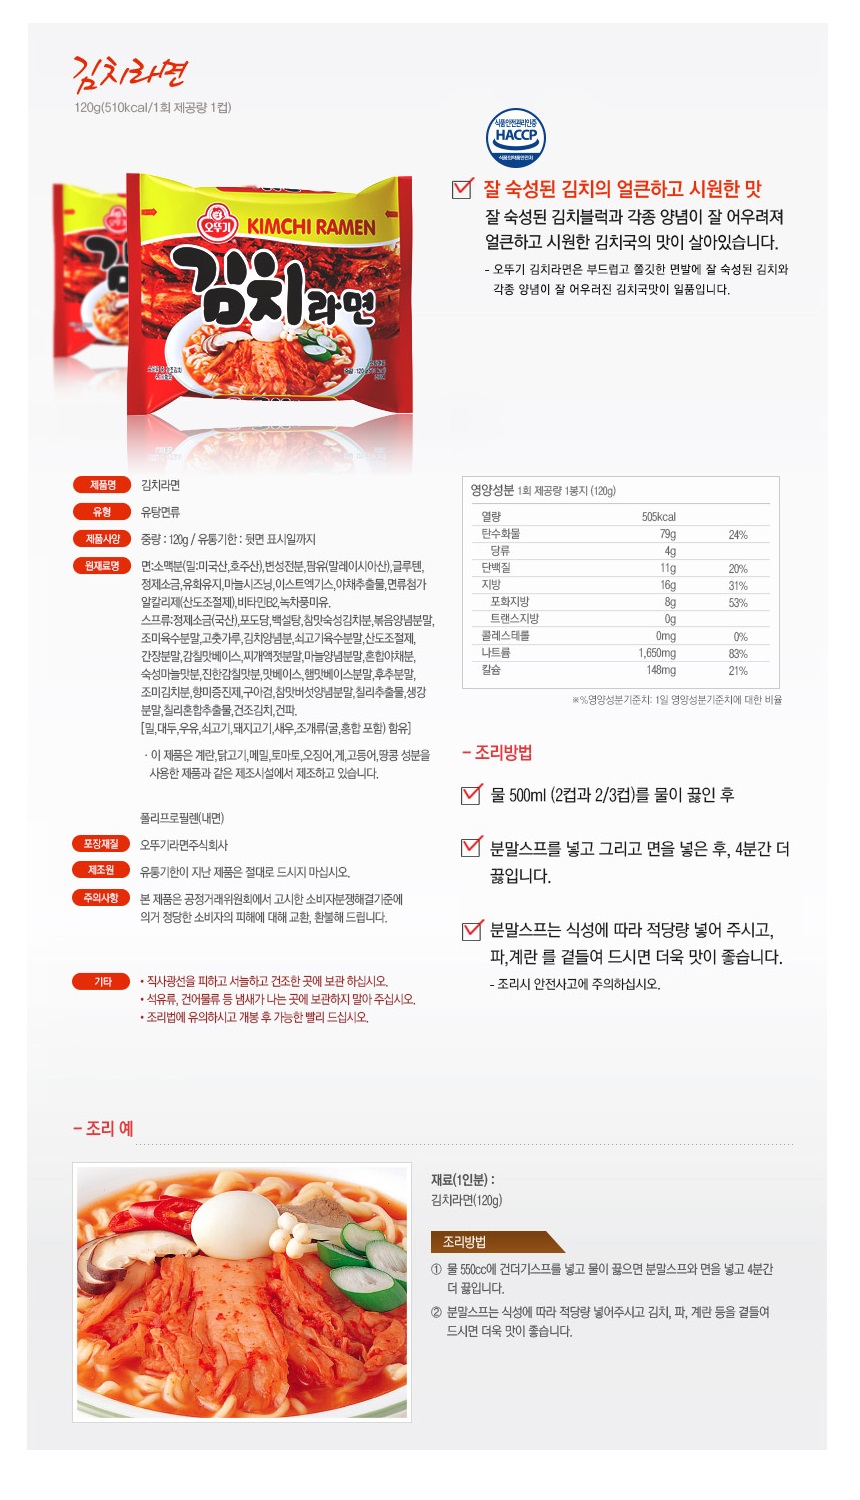 김치라면
120g(510kcal/1회 제공량 1컵)
식품안전관리인증
HACCP
오뚜기
KIMCHI RAMEN
김치라면
잘 숙성된 김치의 얼큰하고 시원한 맛
잘 숙성된 김치블럭과 각종 양념이 잘 어우려져
얼큰하고 시원한 김치국의 맛이 살아있습니다.
- 오뚜기 김치라면은 부드럽고 쫄깃한 면발에 잘 숙성된 김치와
각종 양념이 잘 어우러진 김치국맛이 일품입니다.
제품명 김치라면
유형 유탕면류
제품사양 중량 : 120g / 유통기한 : 뒷면 표시일까지
원재료명 면:소맥분(밀:미국산,호주산),변성전분,팜유(말레이시아산),글루텐,
정제소금,유화유지,마늘시즈닝,이스트엑기스,야채추출물,면류첨가
알칼리제(산도조절제),비타민B2,녹차풍미유.
스프류:정제소금(국산),포도당,백설탕,참맛숙성김치분,볶음양념분말,
조미육수분말,고춧가루,김치양념분,쇠고기육수분말,산도조절제,
간장분말,감칠맛베이스,찌개액젓분말,마늘양념분말,혼합야채분,
숙성마늘맛분,진한감칠맛분,맛베이스,햄맛베이스분말,후추분말,
조미김치분,향미증진제,구아검,참맛버섯양념분말,칠리추출물,생강
분말,칠리혼합추출물,건조김치,건파.
[밀,대두,우유,쇠고기,돼지고기,새우,조개류(굴,홍합 포함) 함유]
· 이 제품은 계란,닭고기,메밀,토마토,오징어,게,고등어,땅콩 성분을
사용한 제품과 같은 제조시설에서 제조하고 있습니다.
폴리프로필렌(내면)
포장재질 오뚜기라면주식회사
제조원 유통기한이 지난 제품은 절대로 드시지 마십시오.
주의사항 본 제품은 공정거래위원회에서 고시한 소비자분쟁해결기준에
의거 정당한 소비자의 피해에 대해 교환, 환불해 드립니다.
기타 • 직사광선을 피하고 서늘하고 건조한 곳에 보관 하십시오.
• 석유류, 건어물류 등 냄새가 나는 곳에 보관하지 말아 주십시오.
• 조리법에 유의하시고 개봉 후 가능한 빨리 드십시오.
영양성분 1회 제공량 1봉지 (120g)
열량 505kcal
탄수화물 79g 24%
당류 4g
단백질 11g 20%
지방 16g 31%
포화지방 8g 53%
트랜스지방 0g
콜레스테롤 0mg 0%
나트륨 1,650mg 83%
칼슘 148mg 21%
※%영양성분기준치: 1일 영양성분기준치에 대한 비율
- 조리방법
물 500ml (2컵과 2/3컵)를 물이 끓인 후
분말스프를 넣고 그리고 면을 넣은 후, 4분간 더
끓입니다.
분말스프는 식성에 따라 적당량 넣어 주시고,
파,계란 를 곁들여 드시면 더욱 맛이 좋습니다.
- 조리시 안전사고에 주의하십시오.
- 조리 예
재료(1인분) :
김치라면(120g)
조리방법
① 물 550cc에 건더기스프를 넣고 물이 끓으면 분말스프와 면을 넣고 4분간
더 끓입니다.
② 분말스프는 식성에 따라 적당량 넣어주시고 김치, 파, 계란 등을 곁들여
드시면 더욱 맛이 좋습니다.